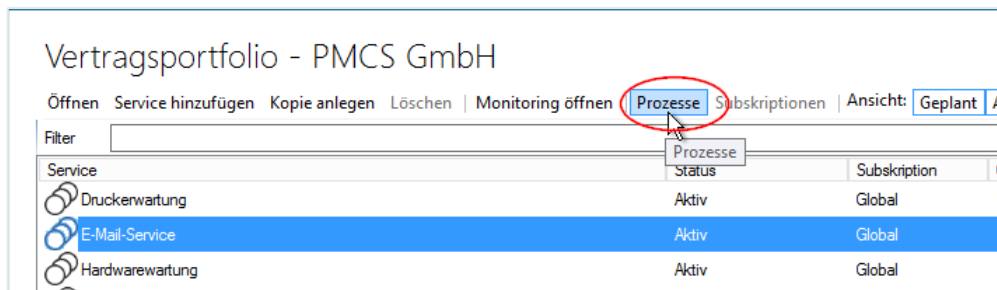 Vertragsportfolio - PMCS GmbH
Öffnen Service hinzufügen Kopie anlegen Löschen | Monitoring öffnen | Prozesse Subskriptionen | Ansicht: Geplant
Filter
Prozesse
Service Status Subskription
Druckerwartung Aktiv Global
E-Mail-Service Aktiv Global
Hardwarewartung Aktiv Global